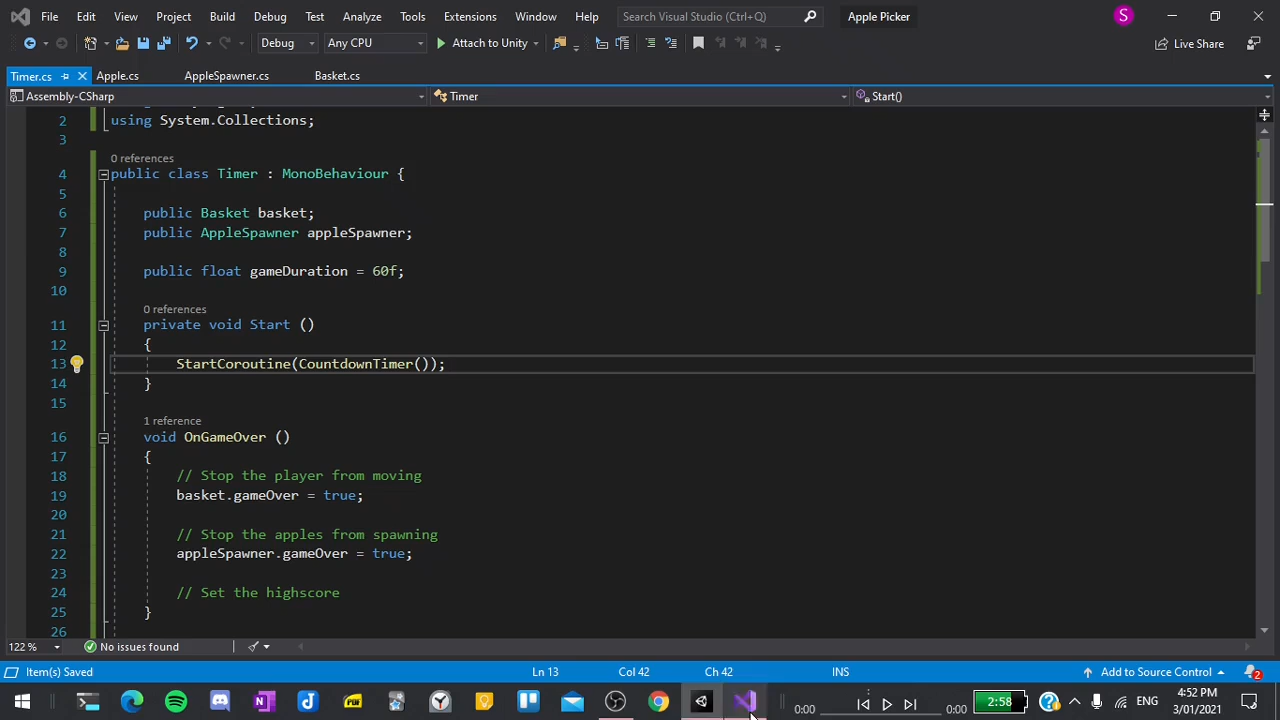 File Edit View Project Build Debug Test Analyze Tools Extensions Window Help Search Visual Studio (Ctrl+Q) Apple Picker S
Debug Any CPU Attach to Unity Live Share
Timer.cs Apple.cs AppleSpawner.cs Basket.cs
Assembly-CSharp Timer Start()
2 using System.Collections;
3
0 references
4 public class Timer : MonoBehaviour {
5
6 public Basket basket;
7 public AppleSpawner appleSpawner;
8
9 public float gameDuration = 60f;
10
0 references
11 private void Start ()
12 {
13 StartCoroutine(CountdownTimer());
14 }
15
1 reference
16 void OnGameOver ()
17 {
18 // Stop the player from moving
19 basket.gameOver = true;
20
21 // Stop the apples from spawning
22 appleSpawner.gameOver = true;
23
24 // Set the highscore
25 }
26
122 % No issues found
Item(s) Saved Ln 13 Col 42 Ch 42 INS Add to Source Control 2
0:00 0:00 2:58 ENG 4:52 PM
3/01/2021